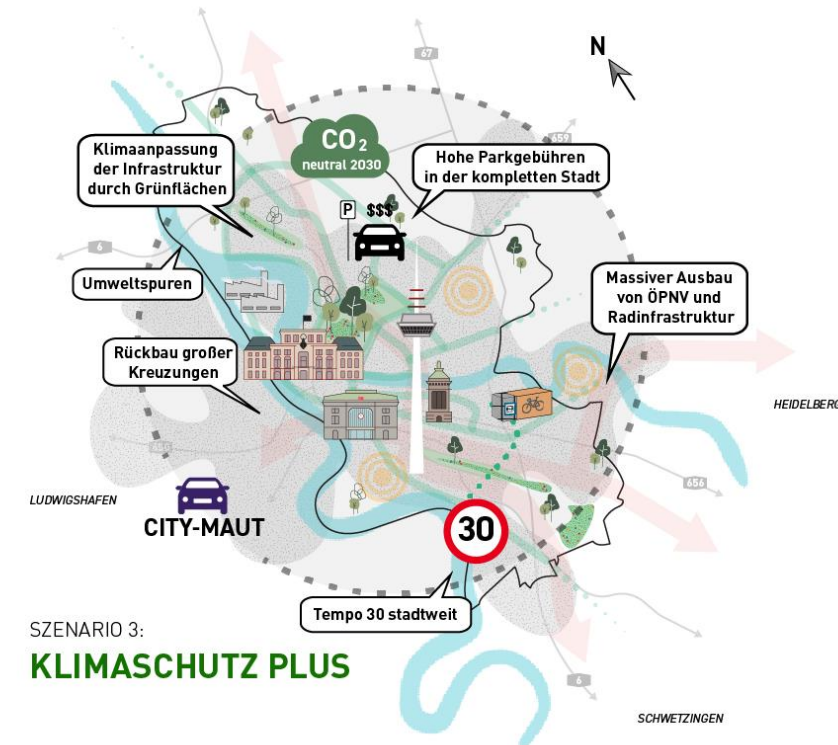 N
67
659
CO₂
neutral 2030
Klimaanpassung
der Infrastruktur
durch Grünflächen
Hohe Parkgebühren
in der kompletten Stadt
P
$$$
6
Umweltspuren
Massiver Ausbau
von ÖPNV und
Radinfrastruktur
Rückbau großer
Kreuzungen
HEIDELBERG
LUDWIGSHAFEN
CITY-MAUT
656
30
Tempo 30 stadtweit
SZENARIO 3:
KLIMASCHUTZ PLUS
6
SCHWETZINGEN